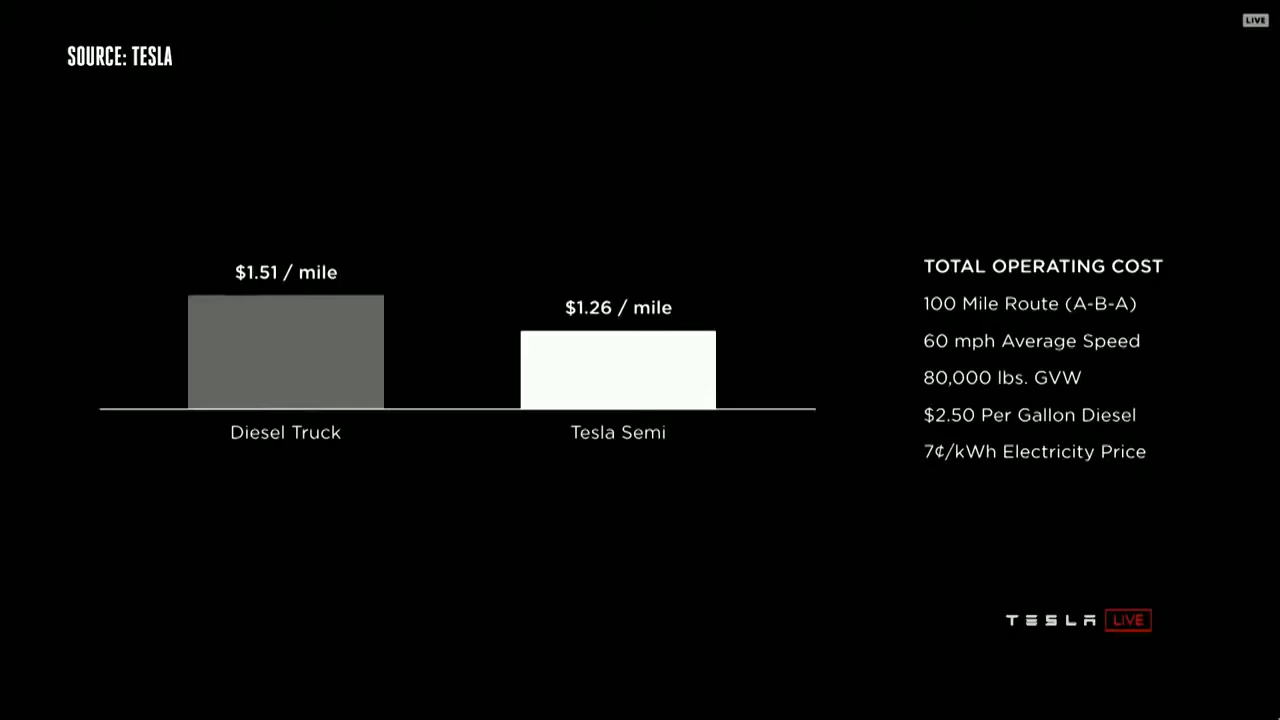 LIVE
SOURCE: TESLA
$1.51 / mile
$1.26 / mile
Diesel Truck
Tesla Semi
TOTAL OPERATING COST
100 Mile Route (A-B-A)
60 mph Average Speed
80,000 lbs. GVW
$2.50 Per Gallon Diesel
7¢/kWh Electricity Price
TESLA LIVE